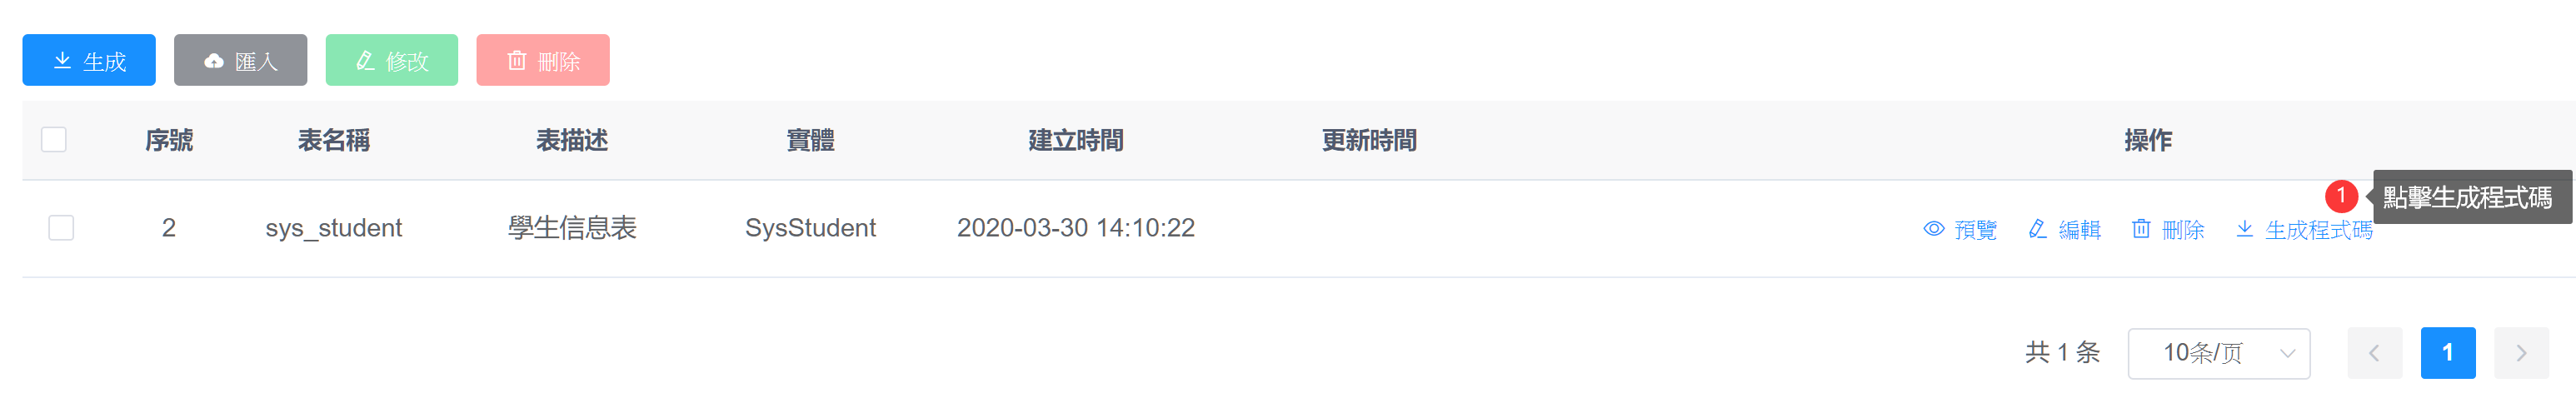 生成 匯入 修改 刪除
序號 表名稱 表描述 實體 建立時間 更新時間 操作
1 點擊生成程式碼
2 sys_student 學生信息表 SysStudent 2020-03-30 14:10:22 預覽 編輯 刪除 生成程式碼
共 1 条 10条/页 1